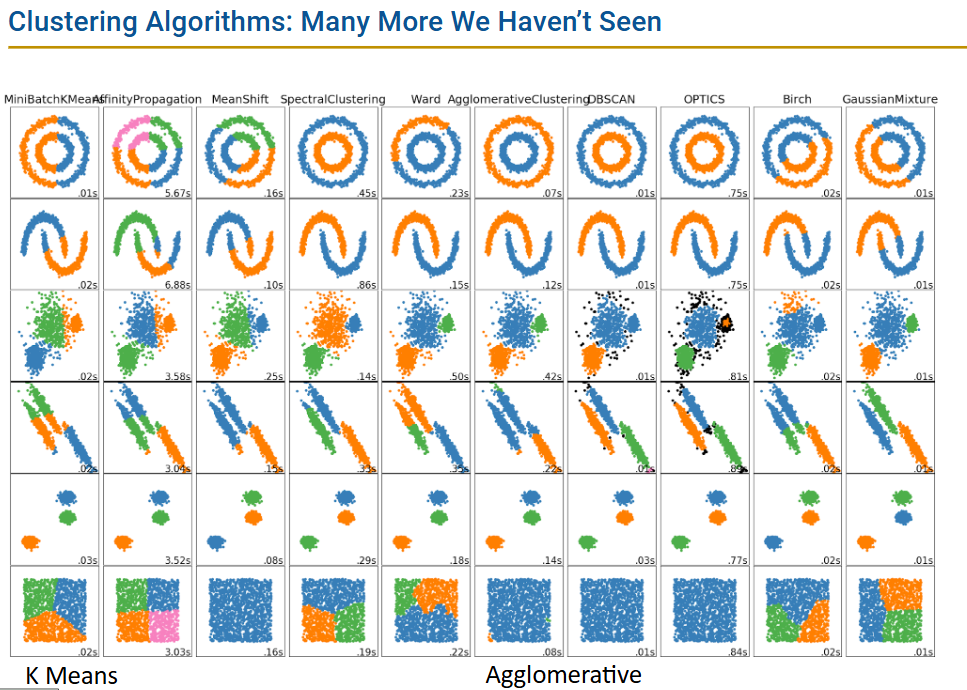 Clustering Algorithms: Many More We Haven't Seen
MiniBatchKMeans AffinityPropagation MeanShift SpectralClustering Ward AgglomerativeClustering DBSCAN OPTICS Birch GaussianMixture
.01s 5.67s .16s .45s .23s .07s .01s .75s .02s .01s
.02s 6.88s .10s .86s .15s .12s .01s .75s .02s .01s
.02s 3.58s .25s .14s .50s .42s .01s .81s .02s .01s
.02s 3.04s .15s .33s .35s .22s .02s .01s
.03s 3.52s .08s .29s .18s .14s .03s .77s .02s .01s
.02s 3.03s .16s .19s .22s .08s .01s .84s .02s .01s
K Means Agglomerative